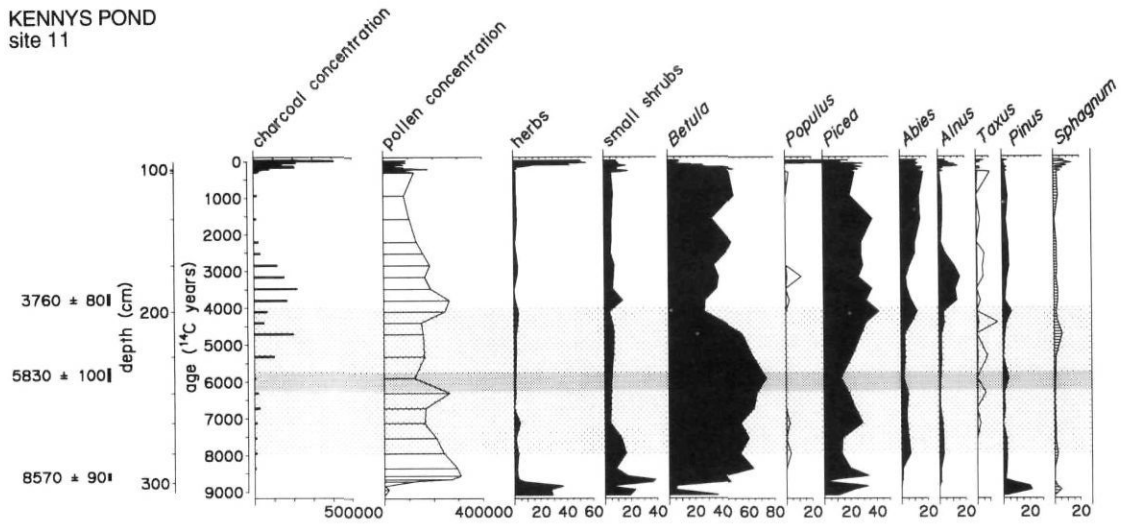 KENNYS POND
site 11
charcoal concentration
pollen concentration
herbs
small shrubs
Betula
Populus
Picea
Abies
Alnus
Taxus
Pinus
Sphagnum
depth (cm)
100
200
300
3760 ± 80
5830 ± 100
8570 ± 90
age (14C years)
0
1000
2000
3000
4000
5000
6000
7000
8000
9000
500000
400000
20 40 60
20 40
20 40 60 80
20
20 40
20
20
20
20